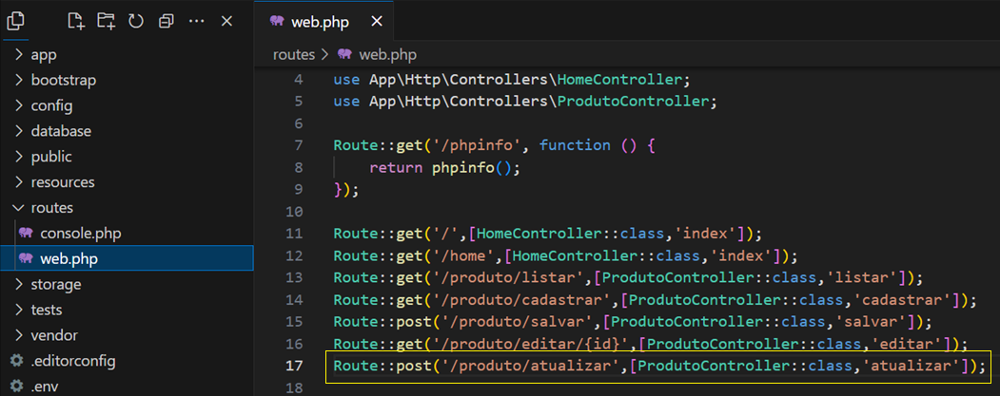 web.php
app
bootstrap
config
database
public
resources
routes
console.php
web.php
storage
tests
vendor
.editorconfig
.env
routes > web.php
4 use App\Http\Controllers\HomeController;
5 use App\Http\Controllers\ProdutoController;
6
7 Route::get('/phpinfo', function () {
8     return phpinfo();
9 });
10
11 Route::get('/',[HomeController::class,'index']);
12 Route::get('/home',[HomeController::class,'index']);
13 Route::get('/produto/listar',[ProdutoController::class,'listar']);
14 Route::get('/produto/cadastrar',[ProdutoController::class,'cadastrar']);
15 Route::post('/produto/salvar',[ProdutoController::class,'salvar']);
16 Route::get('/produto/editar/{id}',[ProdutoController::class,'editar']);
17 Route::post('/produto/atualizar',[ProdutoController::class,'atualizar']);
18